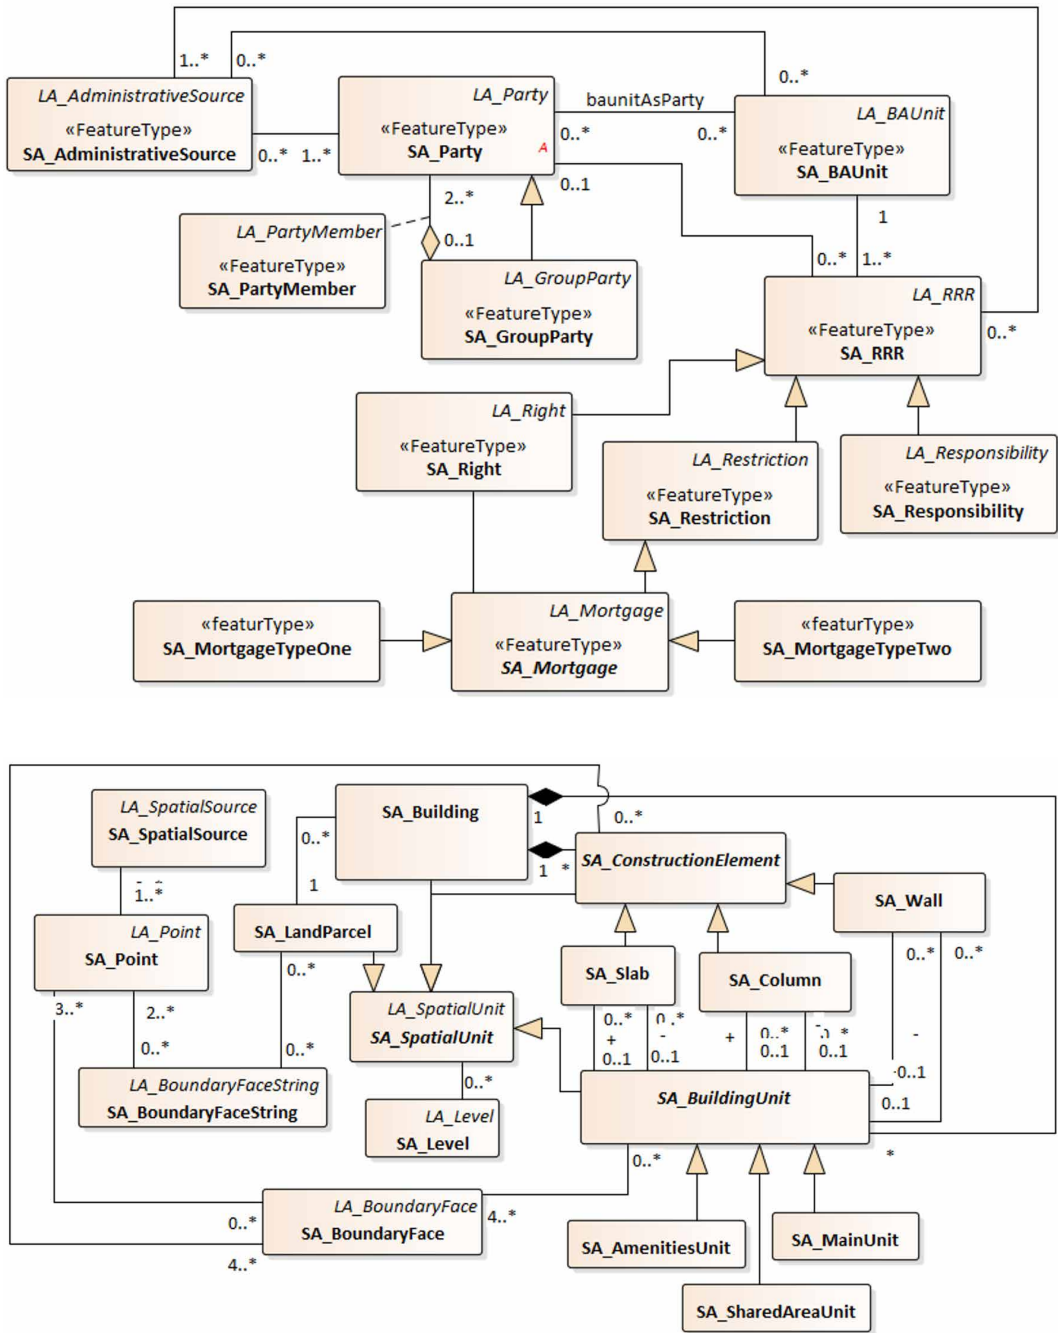 1..*
0..*
0..*
LA_AdministrativeSource
«FeatureType»
SA_AdministrativeSource
0..*
1..*
LA_Party
«FeatureType»
SA_Party
A
baunitAsParty
0..*
0..*
0..1
LA_BAUnit
«FeatureType»
SA_BAUnit
1
1..*
0..*
2..*
0..1
LA_PartyMember
«FeatureType»
SA_PartyMember
LA_GroupParty
«FeatureType»
SA_GroupParty
LA_RRR
«FeatureType»
SA_RRR
0..*
LA_Right
«FeatureType»
SA_Right
LA_Restriction
«FeatureType»
SA_Restriction
LA_Responsibility
«FeatureType»
SA_Responsibility
«featurType»
SA_MortgageTypeOne
LA_Mortgage
«FeatureType»
SA_Mortgage
«featurType»
SA_MortgageTypeTwo
LA_SpatialSource
SA_SpatialSource
1..*
SA_Building
1
0..*
1 *
0..*
1
SA_ConstructionElement
SA_Wall
0..*
0..*
LA_Point
SA_Point
3..*
2..*
0..*
SA_LandParcel
0..*
0..*
SA_Slab
0..*
0..*
+
-
0..1
0..1
SA_Column
0..*
0..*
+
-
0..1
0..1
-
0..1
0..1
LA_SpatialUnit
SA_SpatialUnit
0..*
LA_BoundaryFaceString
SA_BoundaryFaceString
LA_Level
SA_Level
SA_BuildingUnit
0..*
*
LA_BoundaryFace
SA_BoundaryFace
0..*
4..*
4..*
SA_AmenitiesUnit
SA_MainUnit
SA_SharedAreaUnit